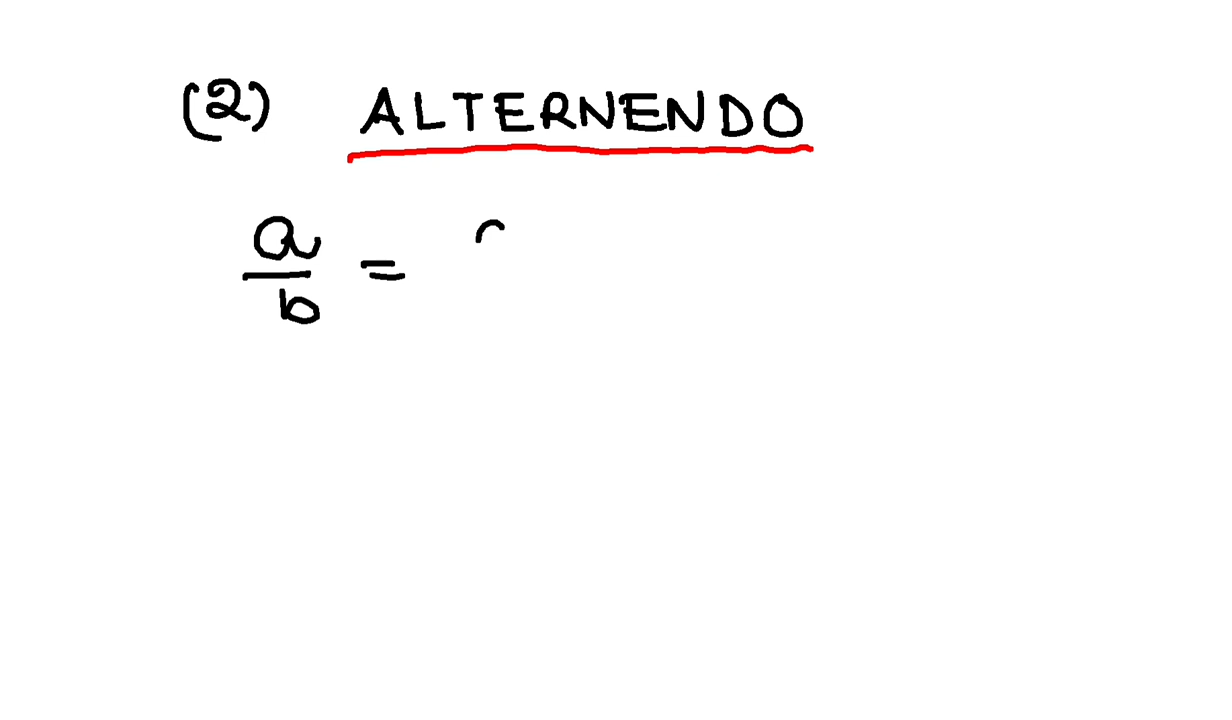 (2) ALTERNENDO
a/b =